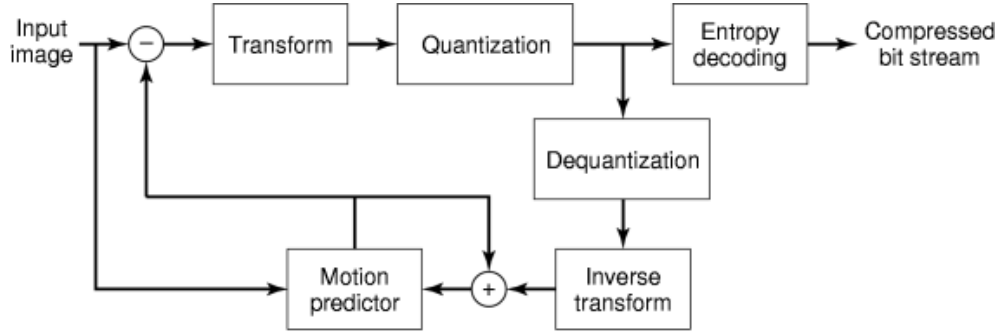 Input
image
−
Transform
Quantization
Entropy
decoding
Compressed
bit stream
Dequantization
Motion
predictor
+
Inverse
transform